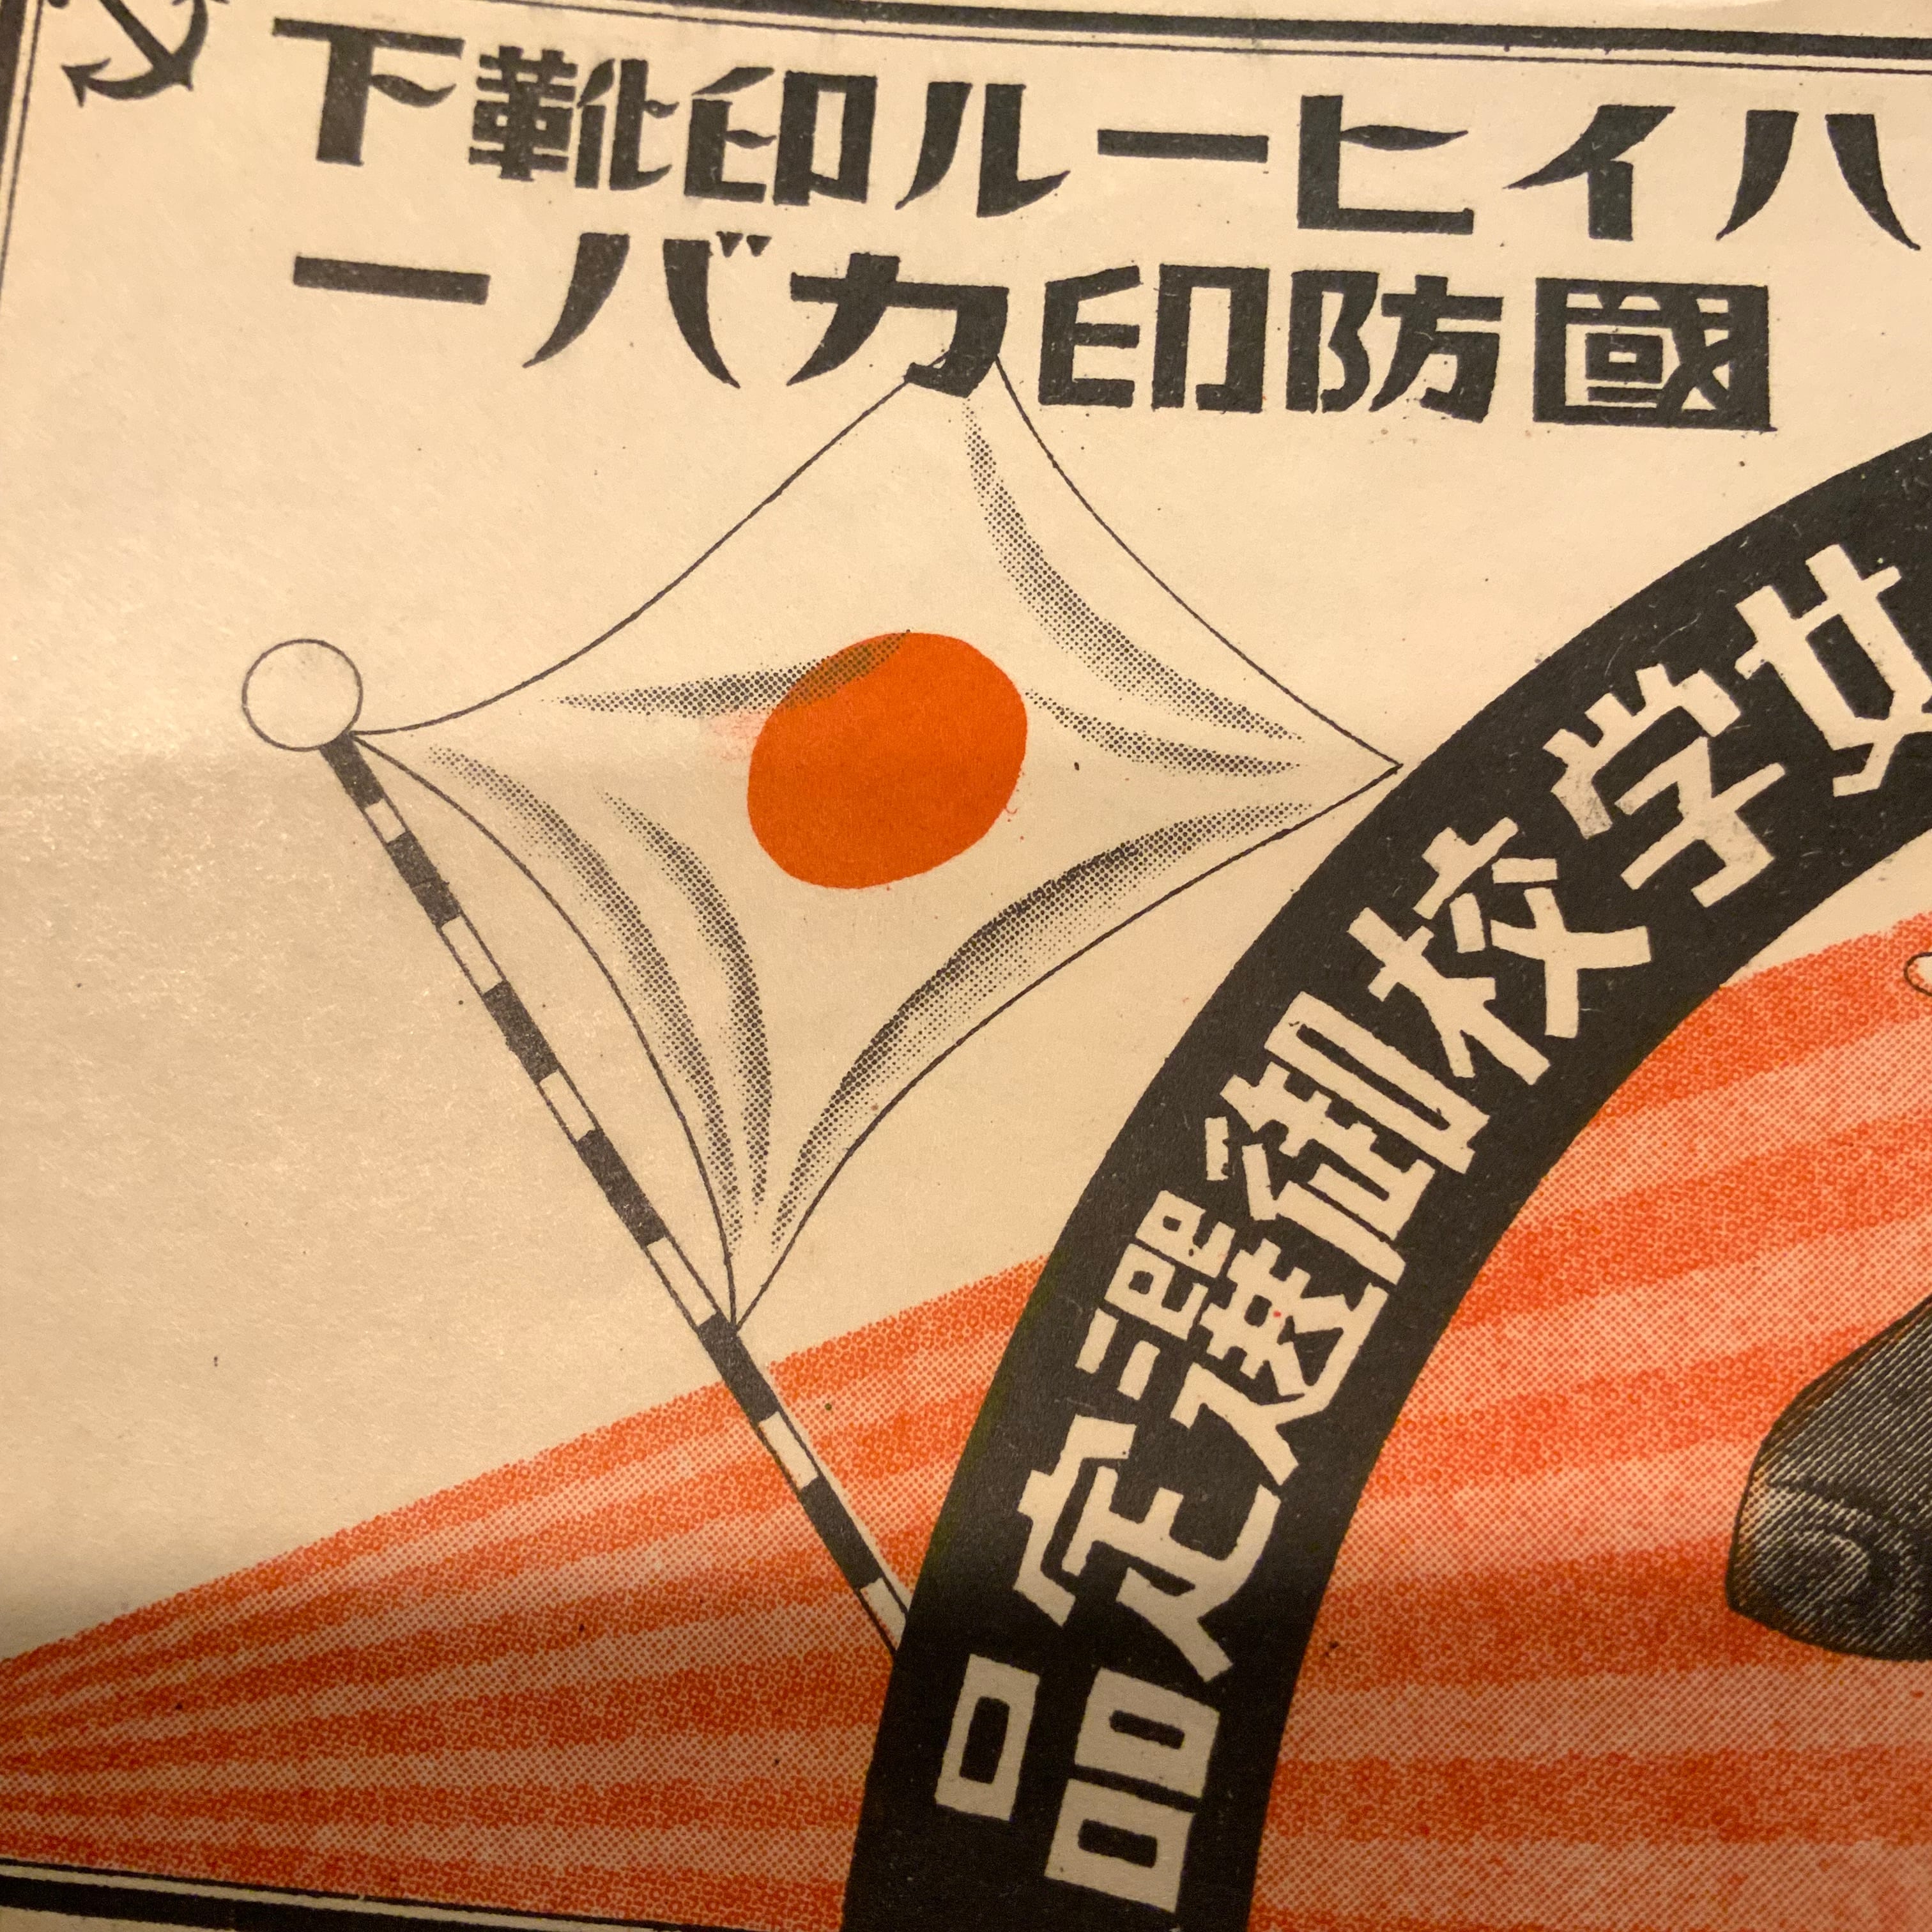 ハイヒール印靴下
國防印カバー
女学校御選定品